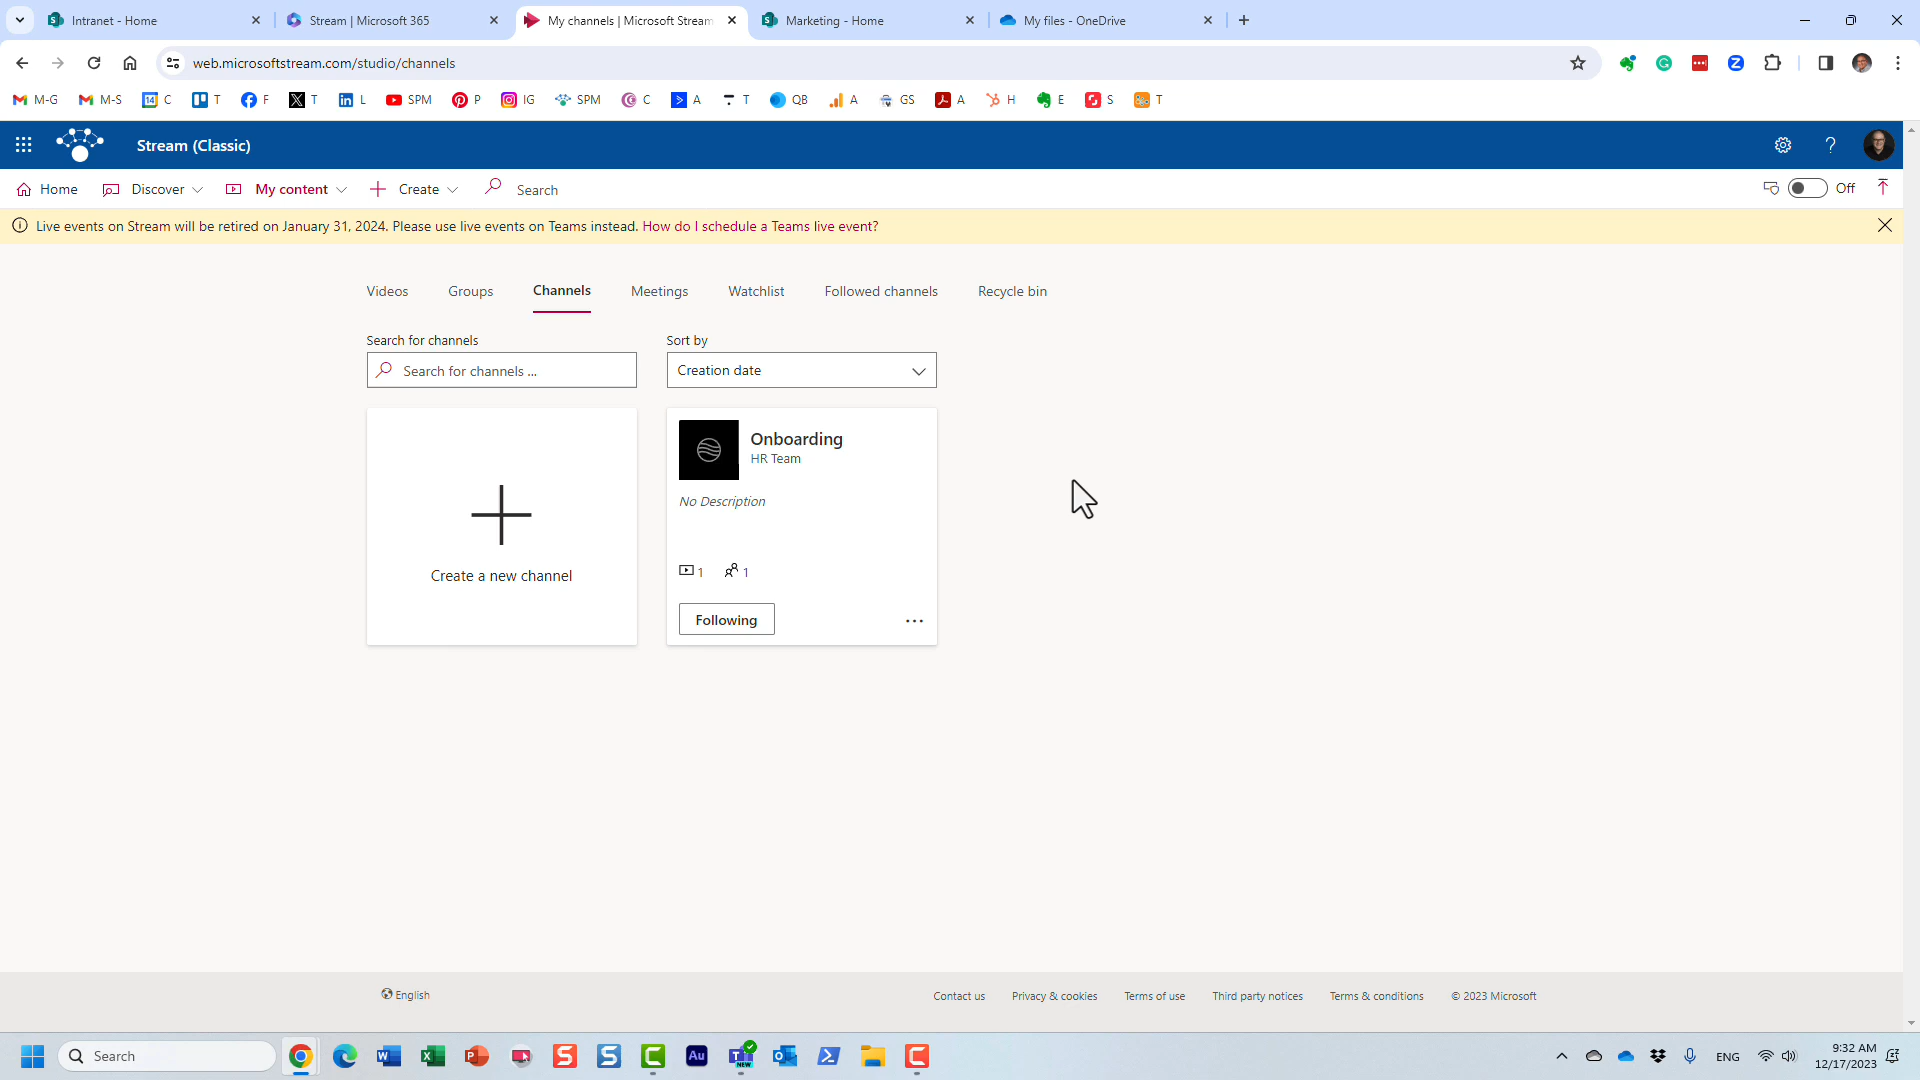 Intranet - Home
Stream | Microsoft 365
My channels | Microsoft Stream
Marketing - Home
My files - OneDrive
web.microsoftstream.com/studio/channels
M-G
M-S
14 C
T
F
T
L
SPM
P
IG
SPM
C
A
T
QB
A
GS
A
H
E
S
T
Stream (Classic)
Home
Discover
My content
Create
Search
Off
Live events on Stream will be retired on January 31, 2024. Please use live events on Teams instead. How do I schedule a Teams live event?
Videos
Groups
Channels
Meetings
Watchlist
Followed channels
Recycle bin
Search for channels
Sort by
Search for channels ...
Creation date
Create a new channel
Onboarding
HR Team
No Description
1
1
Following
English
Contact us
Privacy & cookies
Terms of use
Third party notices
Terms & conditions
© 2023 Microsoft
Search
Au
NEW
ENG
9:32 AM
12/17/2023